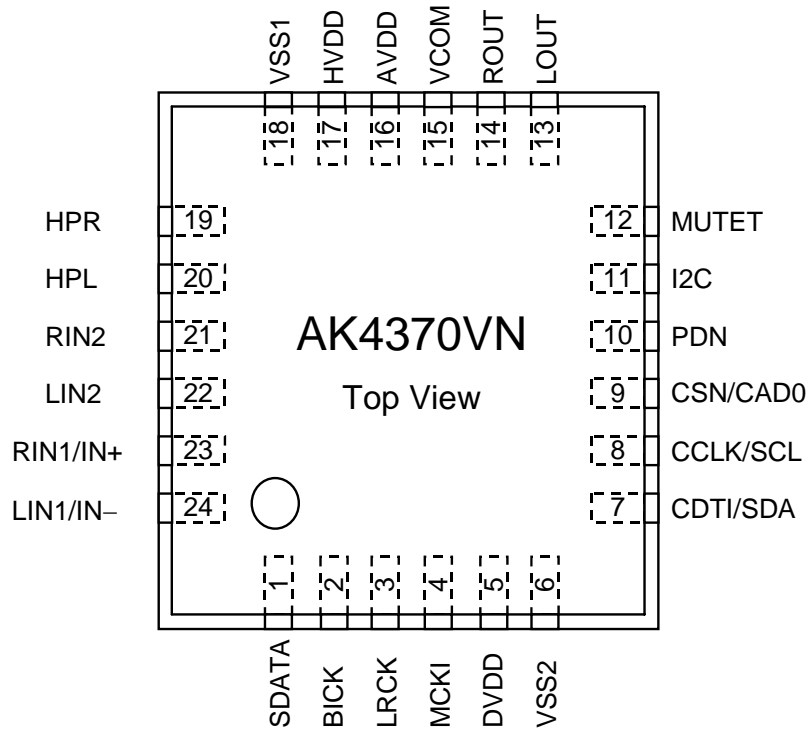 VSS1 HVDD AVDD VCOM ROUT LOUT
18 17 16 15 14 13
HPR 19 12 MUTET
HPL 20 11 I2C
RIN2 21 10 PDN
LIN2 22 9 CSN/CAD0
RIN1/IN+ 23 8 CCLK/SCL
LIN1/IN− 24 7 CDTI/SDA
AK4370VN
Top View
1 2 3 4 5 6
SDATA BICK LRCK MCKI DVDD VSS2